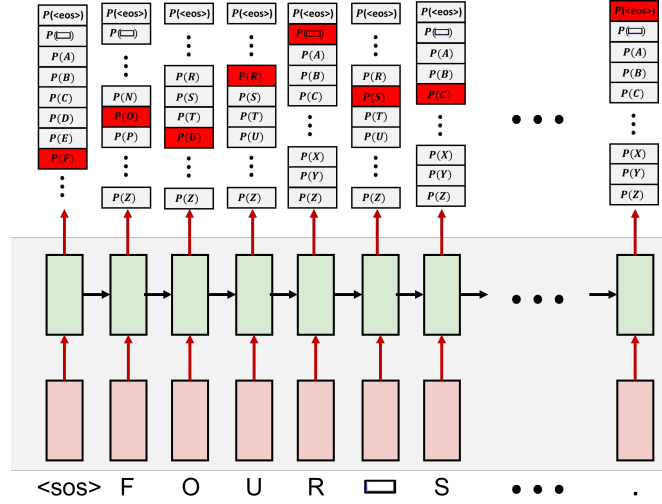 P(<eos>)
P(▭)
P(A)
P(B)
P(C)
P(D)
P(E)
P(F)
P(<eos>)
P(▭)
P(N)
P(O)
P(P)
P(Z)
P(<eos>)
P(R)
P(S)
P(T)
P(U)
P(Z)
P(<eos>)
P(R)
P(S)
P(T)
P(U)
P(Z)
P(<eos>)
P(▭)
P(A)
P(B)
P(C)
P(X)
P(Y)
P(Z)
P(<eos>)
P(R)
P(S)
P(T)
P(U)
P(Z)
P(<eos>)
P(▭)
P(A)
P(B)
P(C)
P(X)
P(Y)
P(Z)
P(<eos>)
P(▭)
P(A)
P(B)
P(C)
P(X)
P(Y)
P(Z)
<sos> F O U R ▭ S • • • .